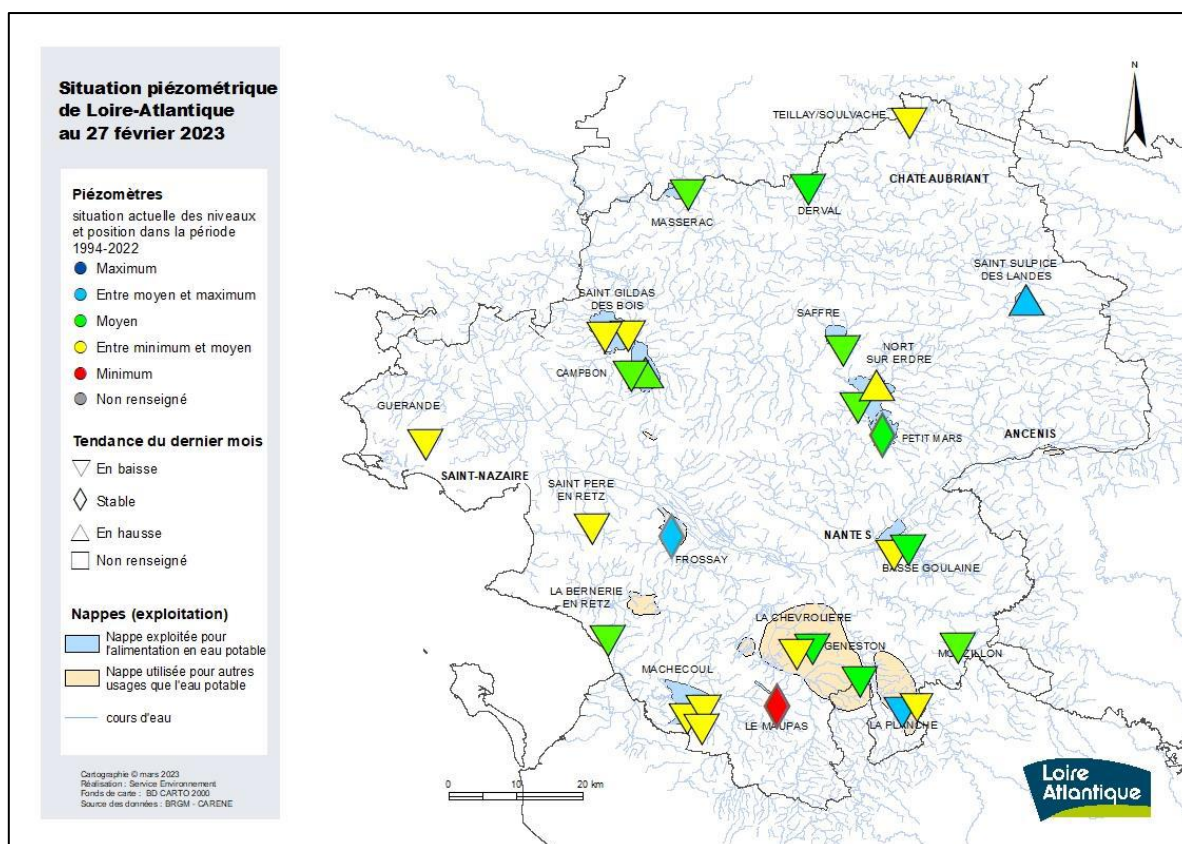 Situation piézométrique
de Loire-Atlantique
au 27 février 2023
Piézomètres
situation actuelle des niveaux
et position dans la période
1994-2022
Maximum
Entre moyen et maximum
Moyen
Entre minimum et moyen
Minimum
Non renseigné
Tendance du dernier mois
En baisse
Stable
En hausse
Non renseigné
Nappes (exploitation)
Nappe exploitée pour
l'alimentation en eau potable
Nappe utilisée pour autres
usages que l'eau potable
cours d'eau
Cartographie © mars 2023
Réalisation : Service Environnement
Fonds de carte : BD CARTO 2000
Source des données : BRGM - CARENE
N
TEILLAY/SOULVACHE
CHATEAUBRIANT
MASSERAC
DERVAL
SAINT SULPICE
DES LANDES
SAINT GILDAS
DES BOIS
SAFFRE
NORT
SUR ERDRE
CAMPBON
GUERANDE
PETIT MARS
ANCENIS
SAINT-NAZAIRE
SAINT PERE
EN RETZ
NANTES
FROSSAY
BASSE GOULAINE
LA BERNERIE
EN RETZ
LA CHEVROLIERE
GENESTON
MACHECOUL
LE MAUPAS
LA PLANCHE
0 10 20 km
Loire
Atlantique